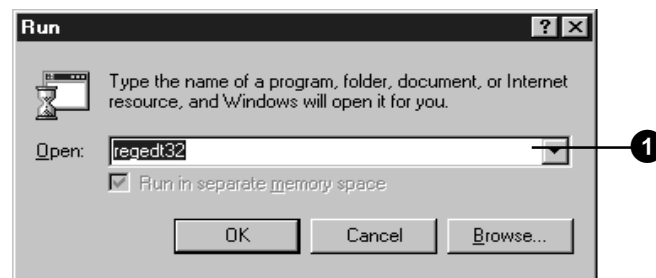 Run
Type the name of a program, folder, document, or Internet
resource, and Windows will open it for you.
Open: regedt32
1
Run in separate memory space
OK Cancel Browse...